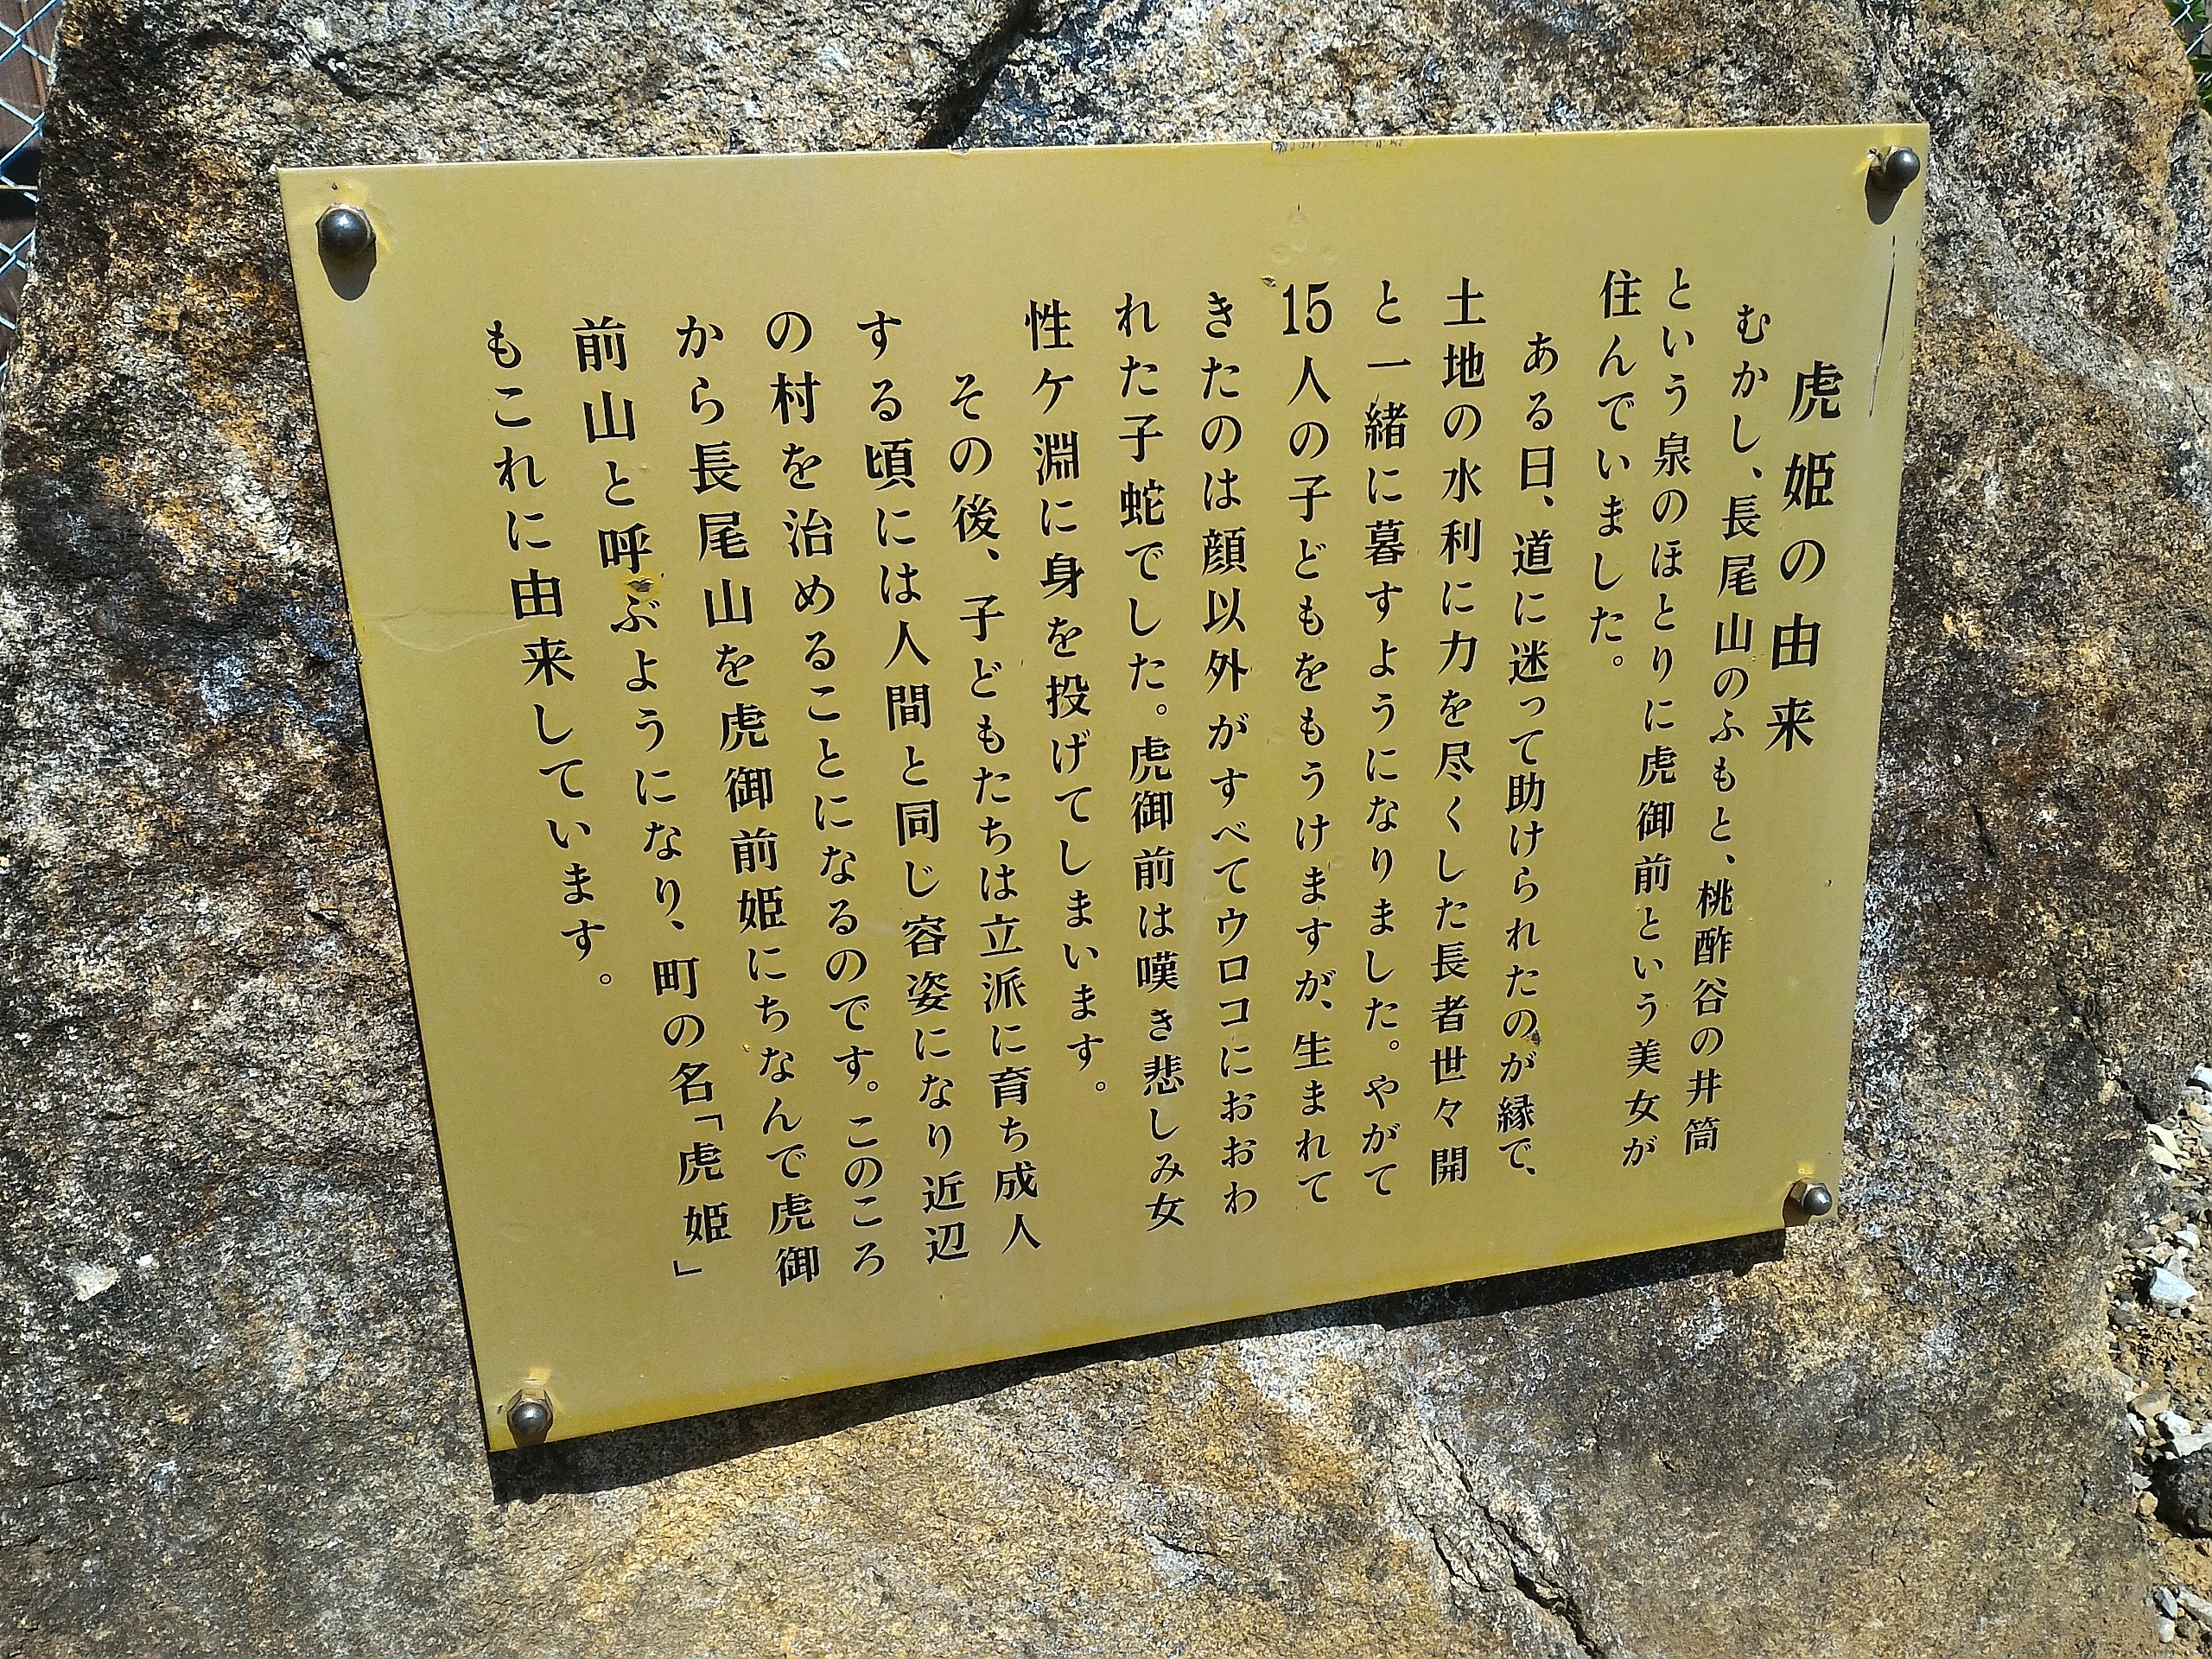 虎姫の由来
むかし、長尾山のふもと、桃酢谷の井筒
という泉のほとりに虎御前という美女が
住んでいました。
ある日、道に迷って助けられたのが縁で、
土地の水利に力を尽くした長者世々開
と一緒に暮すようになりました。やがて
15人の子どもをもうけますが、生まれて
きたのは顔以外がすべてウロコにおおわ
れた子蛇でした。虎御前は嘆き悲しみ女
性ケ淵に身を投げてしまいます。
その後、子どもたちは立派に育ち成人
する頃には人間と同じ容姿になり近辺
の村を治めることになるのです。このころ
から長尾山を虎御前姫にちなんで虎御
前山と呼ぶようになり、町の名「虎姫」
もこれに由来しています。